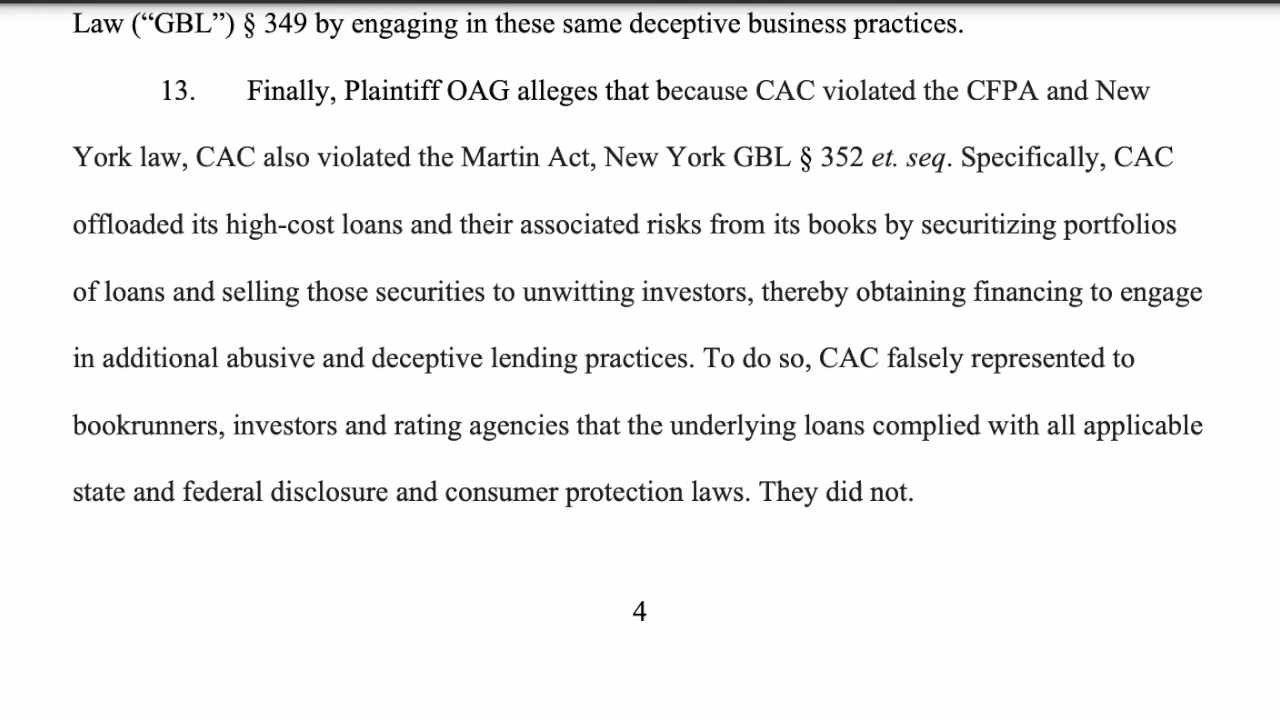 Law (“GBL”) § 349 by engaging in these same deceptive business practices.
13. Finally, Plaintiff OAG alleges that because CAC violated the CFPA and New
York law, CAC also violated the Martin Act, New York GBL § 352 et. seq. Specifically, CAC
offloaded its high-cost loans and their associated risks from its books by securitizing portfolios
of loans and selling those securities to unwitting investors, thereby obtaining financing to engage
in additional abusive and deceptive lending practices. To do so, CAC falsely represented to
bookrunners, investors and rating agencies that the underlying loans complied with all applicable
state and federal disclosure and consumer protection laws. They did not.
4